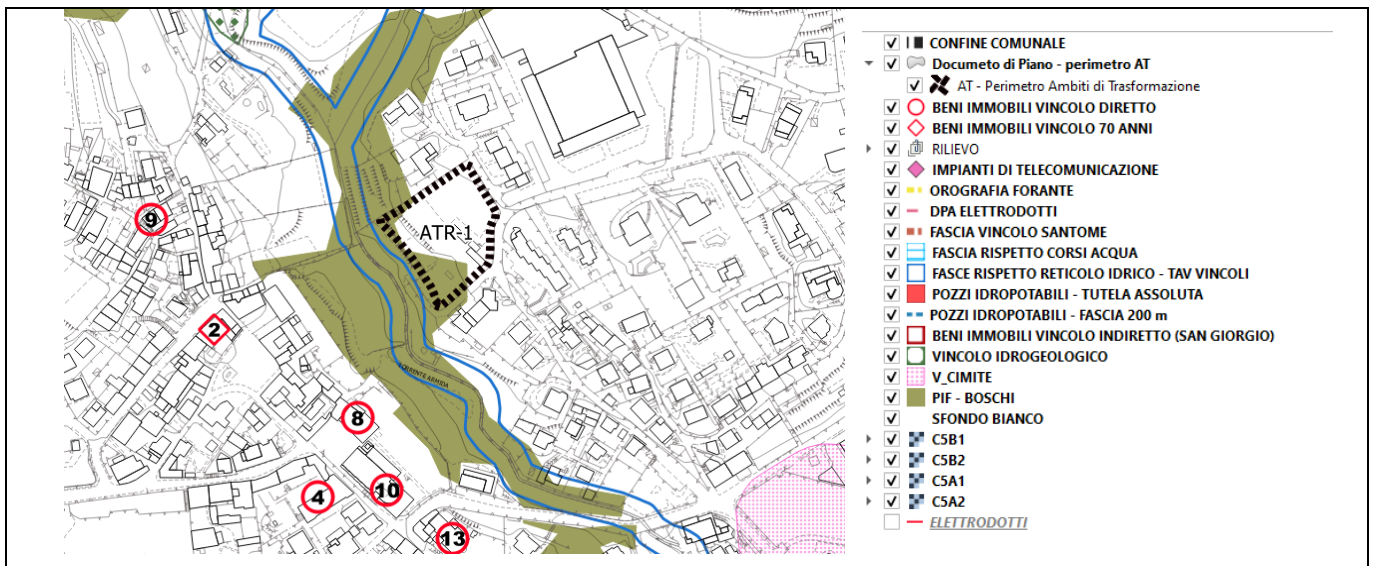 9
ATR-1
2
TORRENTE ARMIDA
8
10
4
13
CONFINE COMUNALE
Documeto di Piano - perimetro AT
AT - Perimetro Ambiti di Trasformazione
BENI IMMOBILI VINCOLO DIRETTO
BENI IMMOBILI VINCOLO 70 ANNI
RILIEVO
IMPIANTI DI TELECOMUNICAZIONE
OROGRAFIA FORANTE
DPA ELETTRODOTTI
FASCIA VINCOLO SANTOME
FASCIA RISPETTO CORSI ACQUA
FASCE RISPETTO RETICOLO IDRICO - TAV VINCOLI
POZZI IDROPOTABILI - TUTELA ASSOLUTA
POZZI IDROPOTABILI - FASCIA 200 m
BENI IMMOBILI VINCOLO INDIRETTO (SAN GIORGIO)
VINCOLO IDROGEOLOGICO
V_CIMITE
PIF - BOSCHI
SFONDO BIANCO
C5B1
C5B2
C5A1
C5A2
ELETTRODOTTI